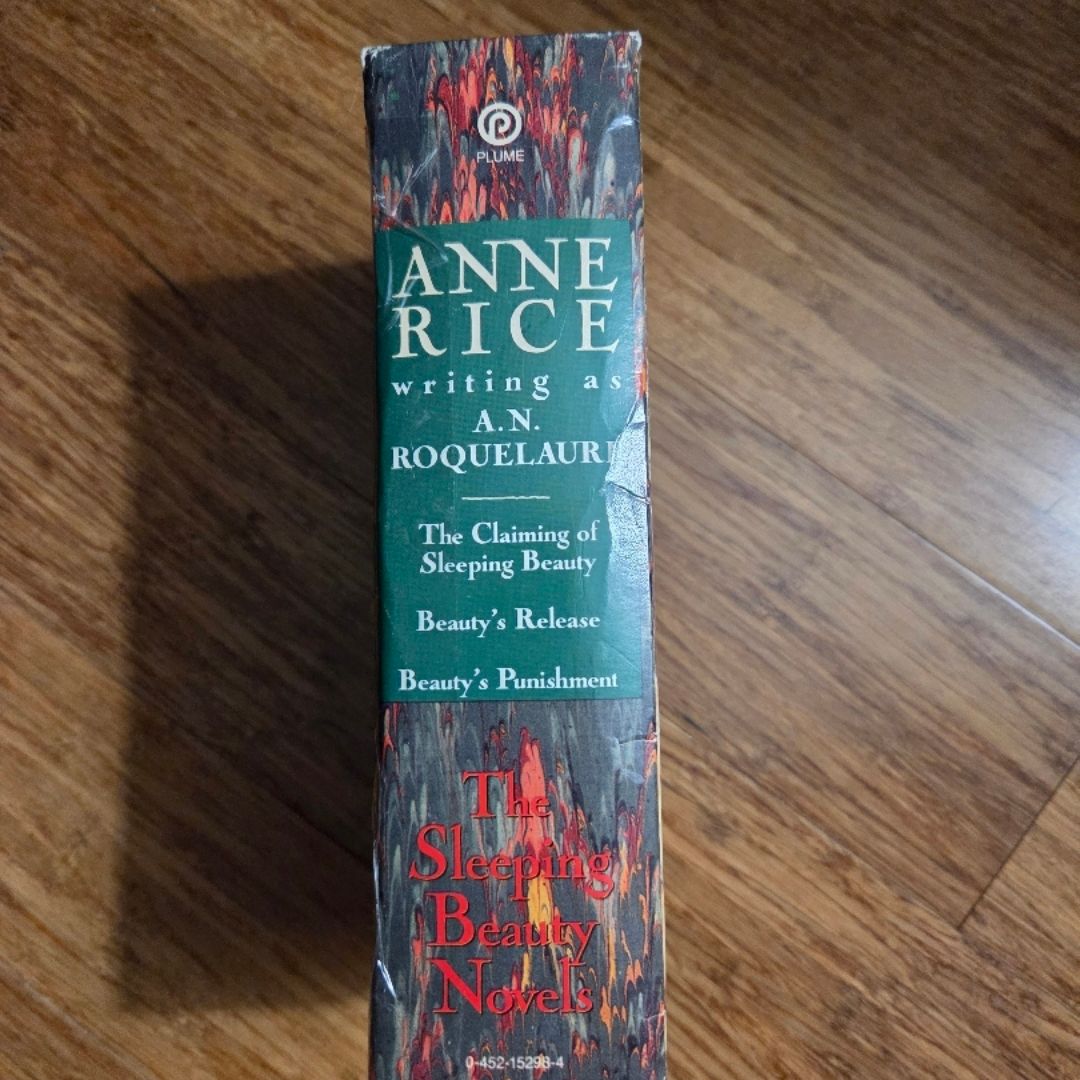 PLUME
ANNE
RICE
writing as
A.N.
ROQUELAURE
The Claiming of
Sleeping Beauty
Beauty's Release
Beauty's Punishment
The
Sleeping
Beauty
Novels
0-452-15298-4